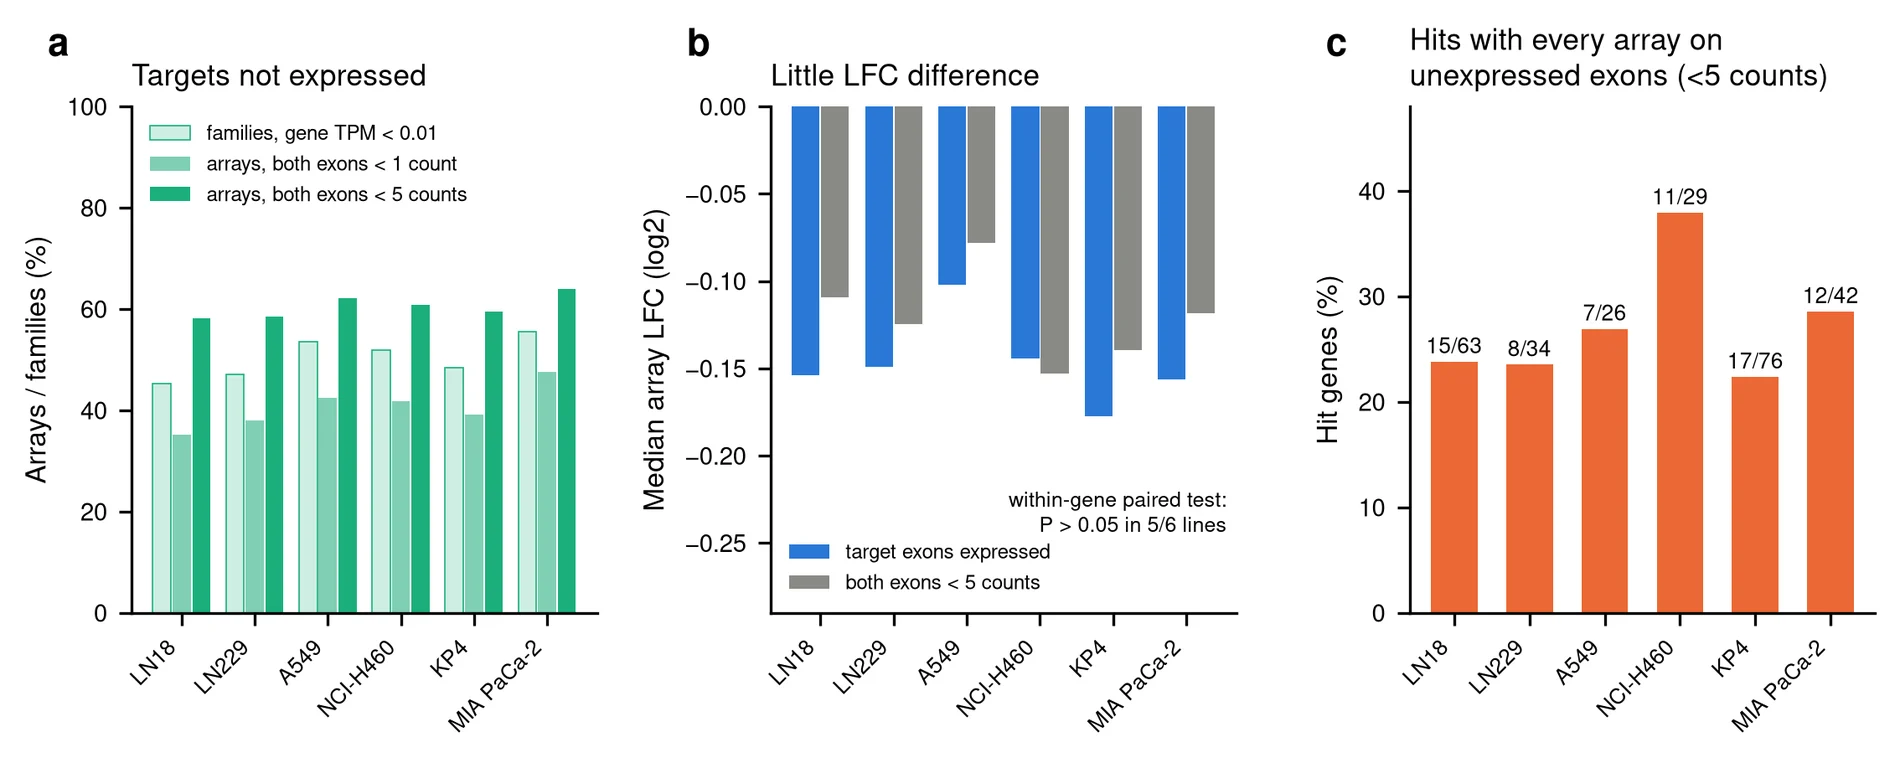 a
Targets not expressed
Arrays / families (%)
100
80
60
40
20
0
families, gene TPM < 0.01
arrays, both exons < 1 count
arrays, both exons < 5 counts
LN18
LN229
A549
NCI-H460
KP4
MIA PaCa-2
b
Little LFC difference
Median array LFC (log2)
0.00
−0.05
−0.10
−0.15
−0.20
−0.25
within-gene paired test:
P > 0.05 in 5/6 lines
target exons expressed
both exons < 5 counts
LN18
LN229
A549
NCI-H460
KP4
MIA PaCa-2
c
Hits with every array on
unexpressed exons (<5 counts)
Hit genes (%)
40
30
20
10
0
15/63
8/34
7/26
11/29
17/76
12/42
LN18
LN229
A549
NCI-H460
KP4
MIA PaCa-2